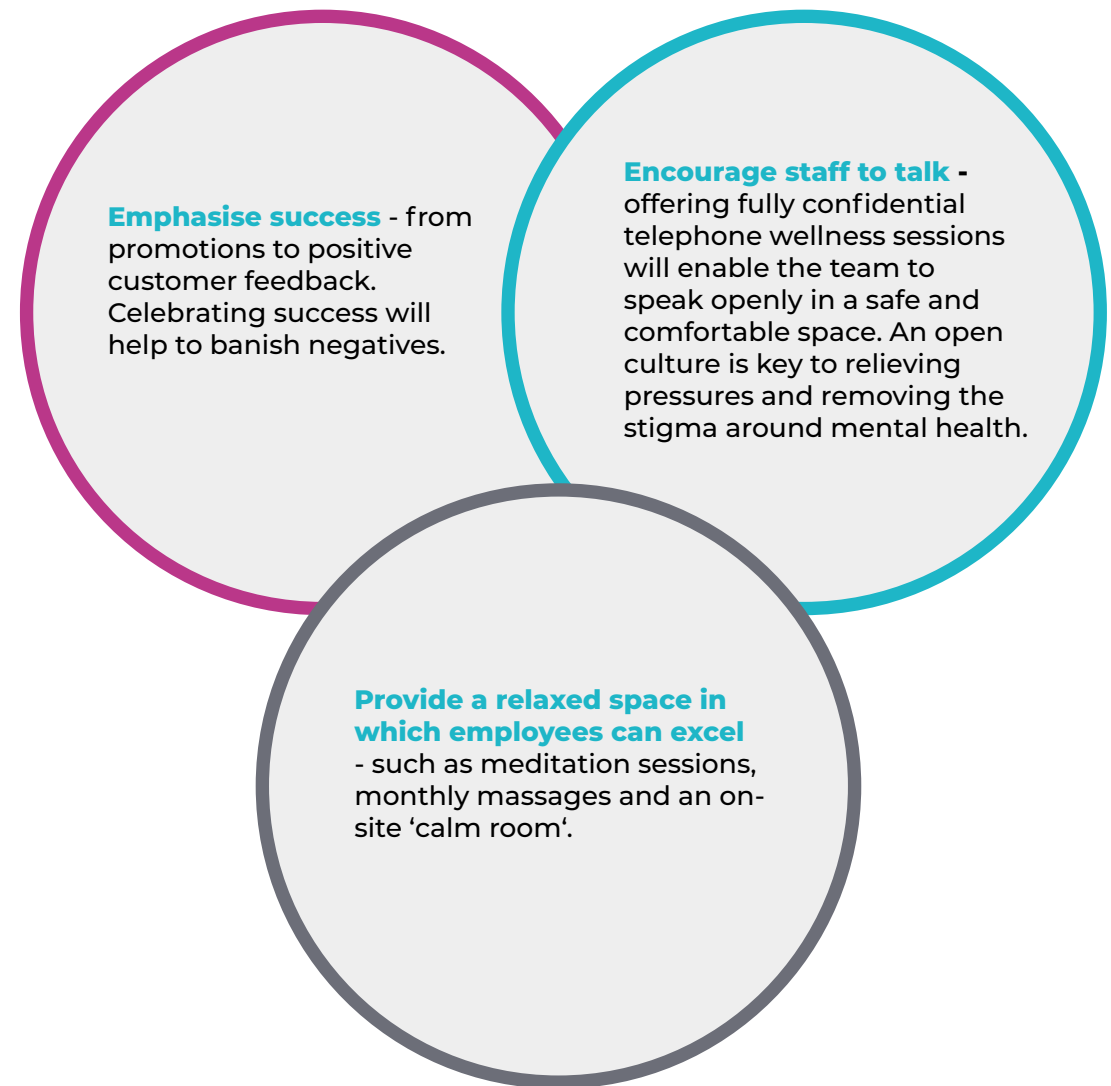 Emphasise success - from
promotions to positive
customer feedback.
Celebrating success will
help to banish negatives.
Encourage staff to talk -
offering fully confidential
telephone wellness sessions
will enable the team to
speak openly in a safe and
comfortable space. An open
culture is key to relieving
pressures and removing the
stigma around mental health.
Provide a relaxed space in
which employees can excel
- such as meditation sessions,
monthly massages and an on-
site ‘calm room‘.